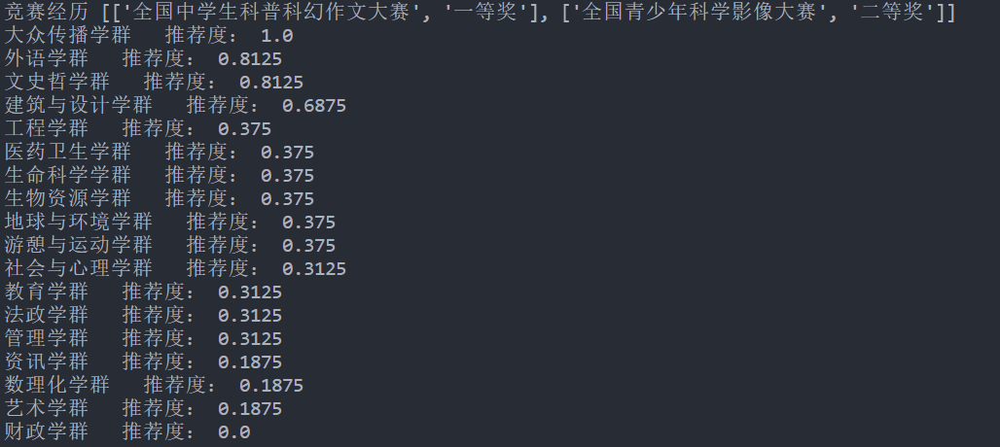 竞赛经历 [['全国中学生科普科幻作文大赛', '一等奖'], ['全国青少年科学影像大赛', '二等奖']]
大众传播学群 推荐度： 1.0
外语学群 推荐度： 0.8125
文史哲学群 推荐度： 0.8125
建筑与设计学群 推荐度： 0.6875
工程学群 推荐度： 0.375
医药卫生学群 推荐度： 0.375
生命科学学群 推荐度： 0.375
生物资源学群 推荐度： 0.375
地球与环境学群 推荐度： 0.375
游憩与运动学群 推荐度： 0.375
社会与心理学群 推荐度： 0.3125
教育学群 推荐度： 0.3125
法政学群 推荐度： 0.3125
管理学群 推荐度： 0.3125
资讯学群 推荐度： 0.1875
数理化学群 推荐度： 0.1875
艺术学群 推荐度： 0.1875
财政学群 推荐度： 0.0